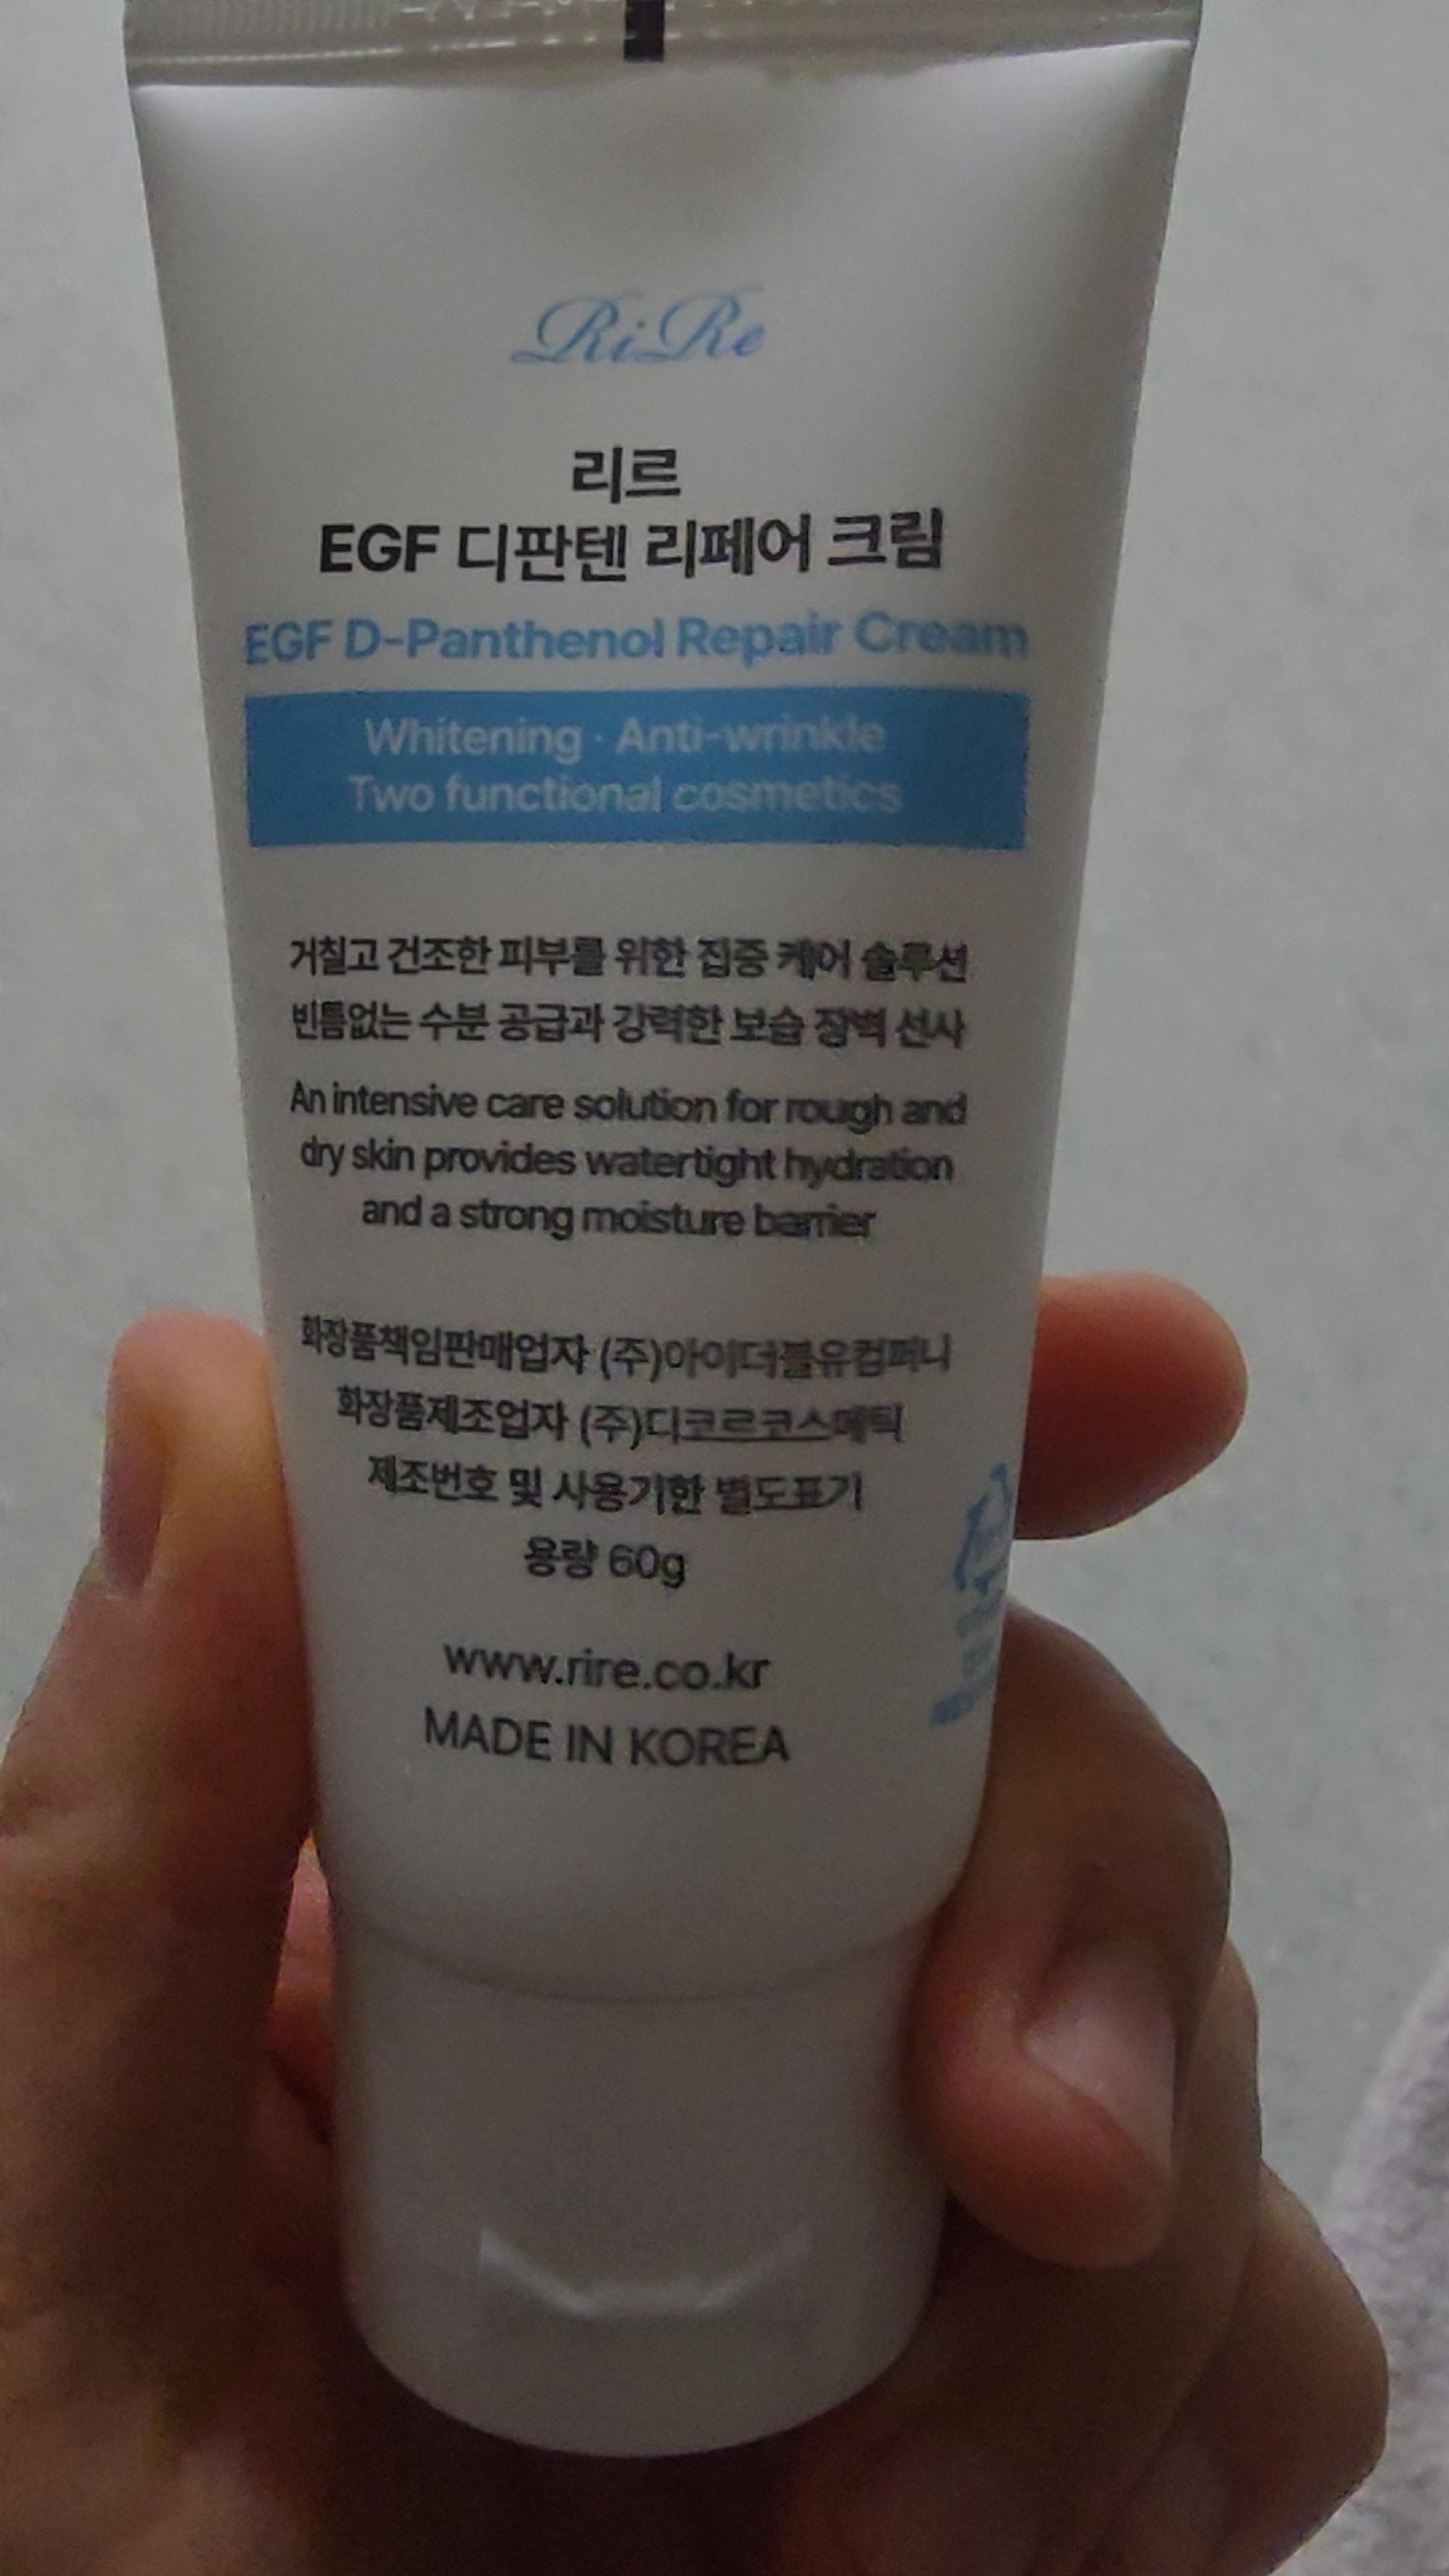 RiRe
리르
EGF 디판텐 리페어 크림
EGF D-Panthenol Repair Cream
Whitening · Anti-wrinkle
Two functional cosmetics
거칠고 건조한 피부를 위한 집중 케어 솔루션
빈틈없는 수분 공급과 강력한 보습 장벽 선사
An intensive care solution for rough and
dry skin provides watertight hydration
and a strong moisture barrier
화장품책임판매업자 (주)아이더블유컴퍼니
화장품제조업자 (주)디코르코스메틱
제조번호 및 사용기한 별도표기
용량 60g
www.rire.co.kr
MADE IN KOREA